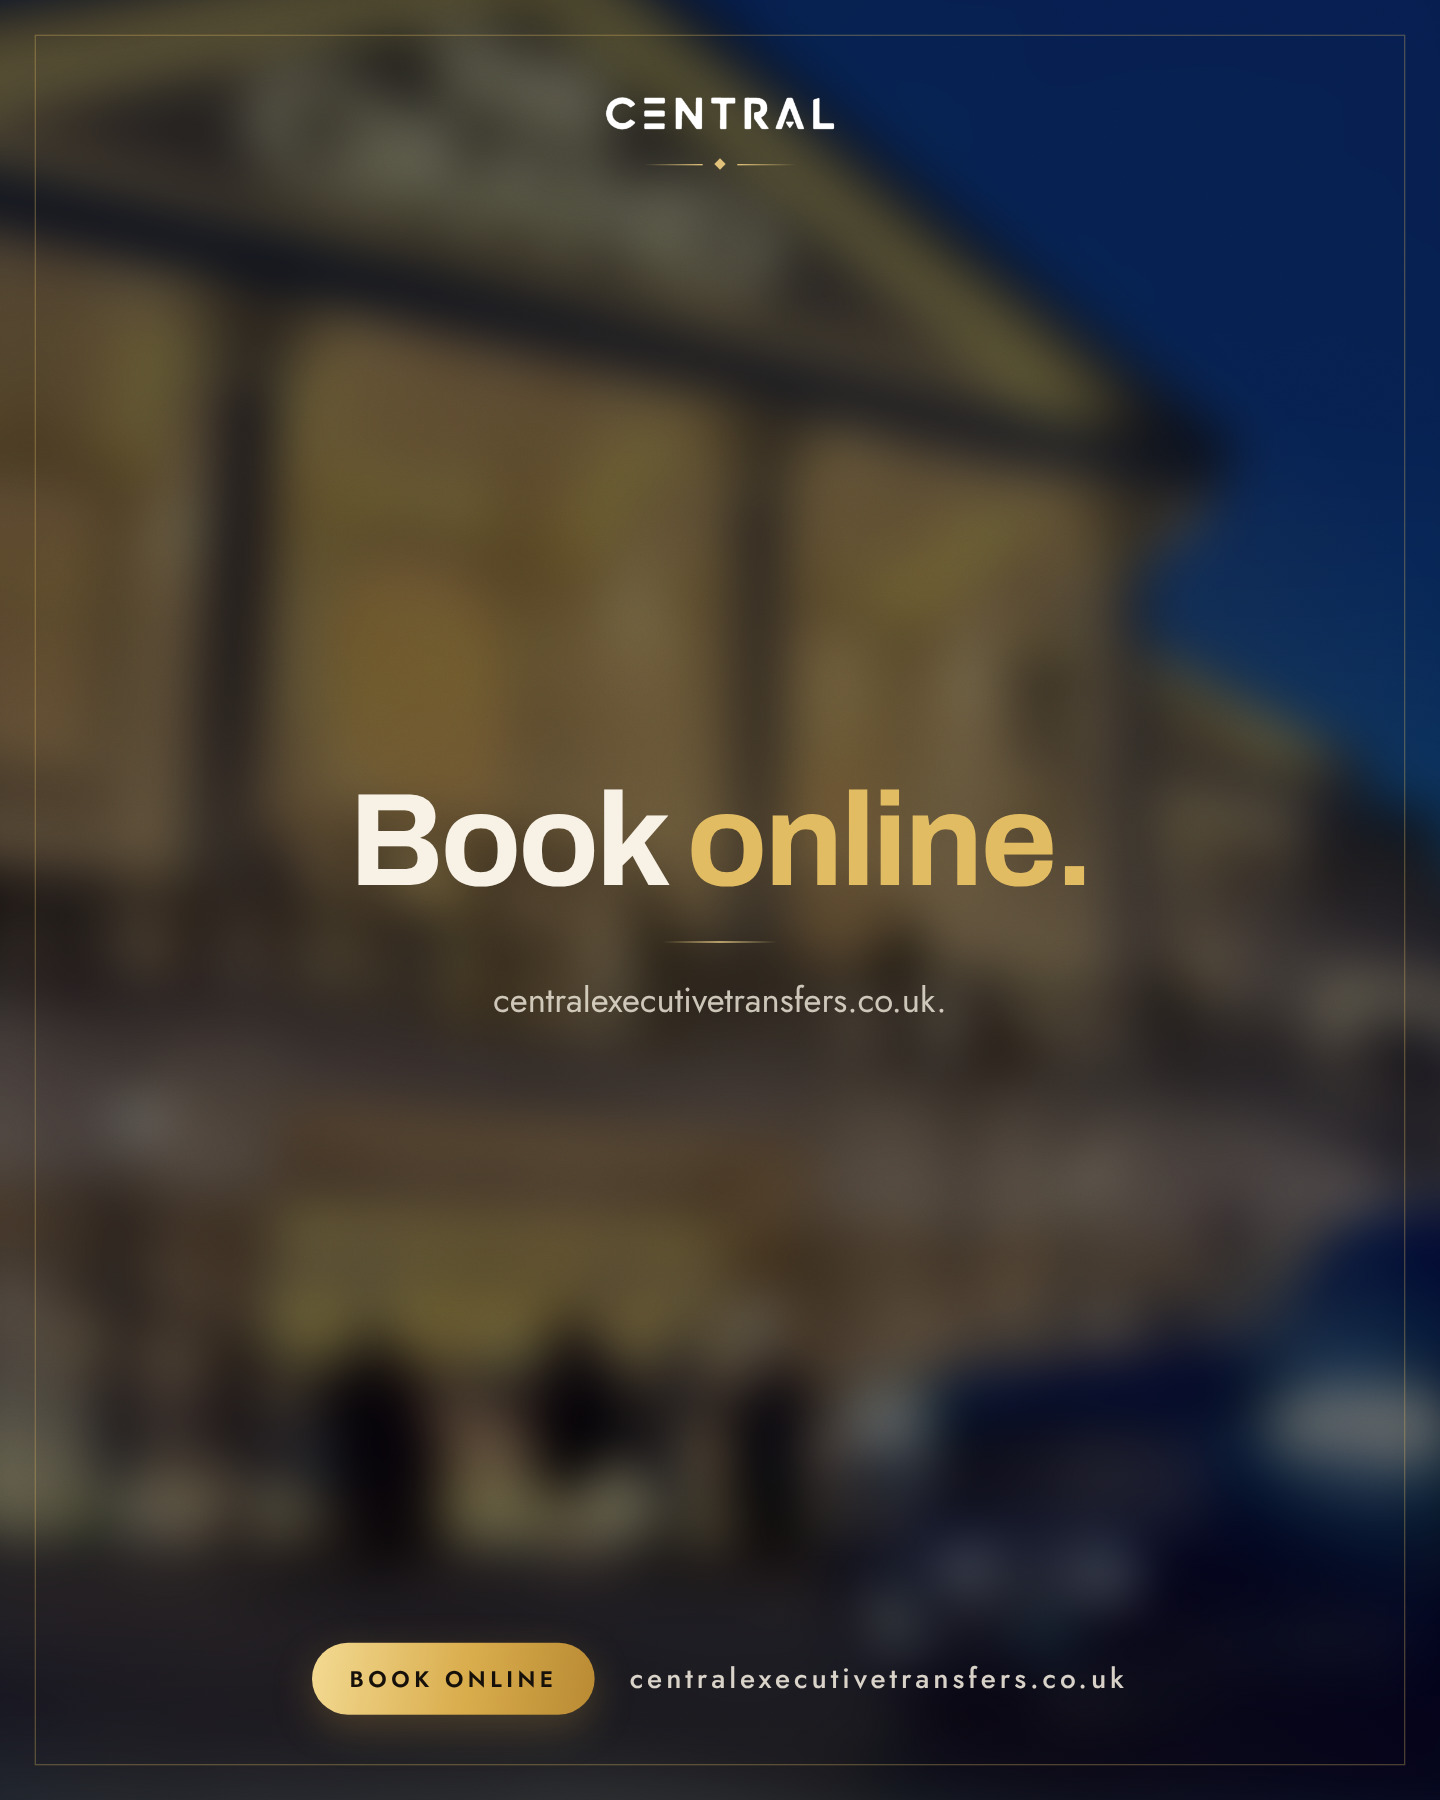 CENTRAL
Book online.
centralexecutivetransfers.co.uk.
BOOK ONLINE centralexecutivetransfers.co.uk